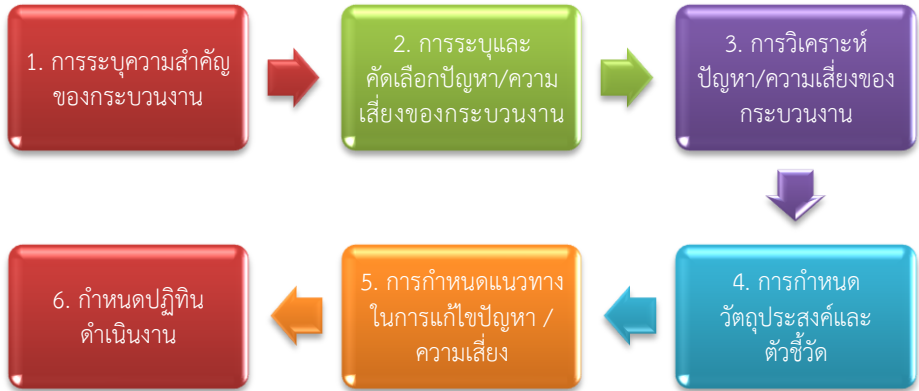 1. การระบุความสำคัญ
ของกระบวนงาน
2. การระบุและ
คัดเลือกปัญหา/ความ
เสี่ยงของกระบวนงาน
3. การวิเคราะห์
ปัญหา/ความเสี่ยงของ
กระบวนงาน
4. การกำหนด
วัตถุประสงค์และ
ตัวชี้วัด
5. การกำหนดแนวทาง
ในการแก้ไขปัญหา /
ความเสี่ยง
6. กำหนดปฏิทิน
ดำเนินงาน